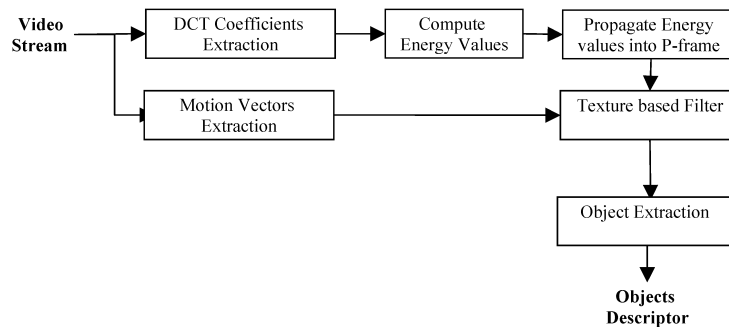 Video
Stream
DCT Coefficients
Extraction
Compute
Energy Values
Propagate Energy
values into P-frame
Motion Vectors
Extraction
Texture based Filter
Object Extraction
Objects
Descriptor